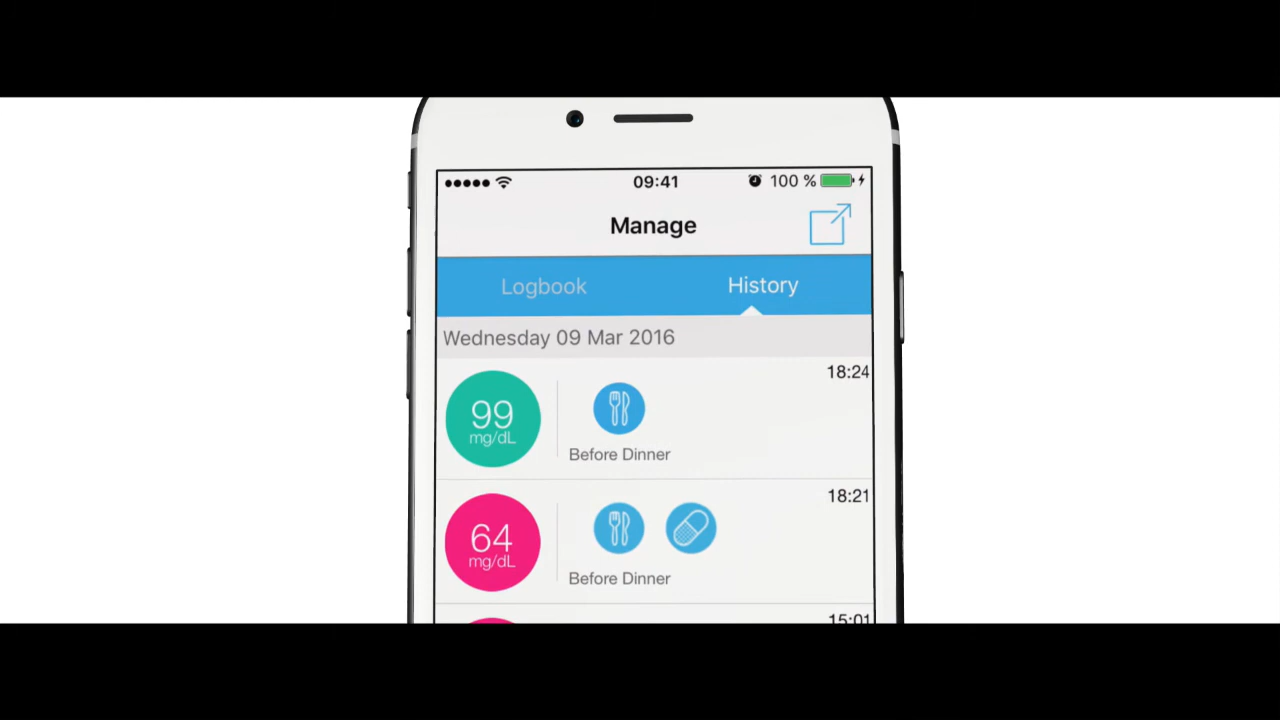 09:41
100 %
Manage
Logbook
History
Wednesday 09 Mar 2016
18:24
99
mg/dL
Before Dinner
18:21
64
mg/dL
Before Dinner
15:01